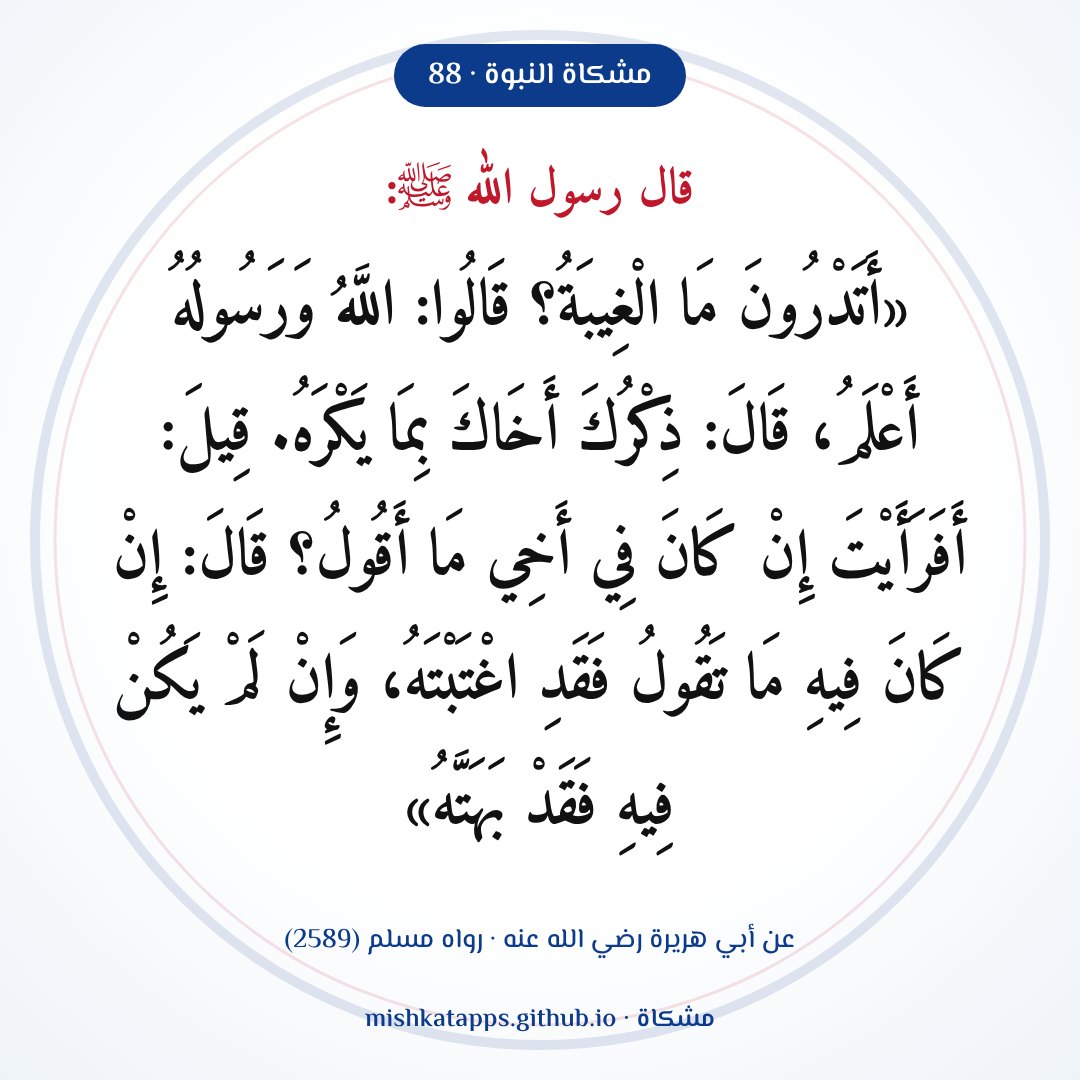 مشكاة النبوة · 88
قال رسول الله ﷺ:
«أَتَدْرُونَ مَا الْغِيبَةُ؟ قَالُوا: اللَّهُ وَرَسُولُهُ
أَعْلَمُ، قَالَ: ذِكْرُكَ أَخَاكَ بِمَا يَكْرَهُ. قِيلَ:
أَفَرَأَيْتَ إِنْ كَانَ فِي أَخِي مَا أَقُولُ؟ قَالَ: إِنْ
كَانَ فِيهِ مَا تَقُولُ فَقَدِ اغْتَبْتَهُ، وَإِنْ لَمْ يَكُنْ
فِيهِ فَقَدْ بَهَتَّهُ»
عن أبي هريرة رضي الله عنه · رواه مسلم (2589)
مشكاة · mishkatapps.github.io